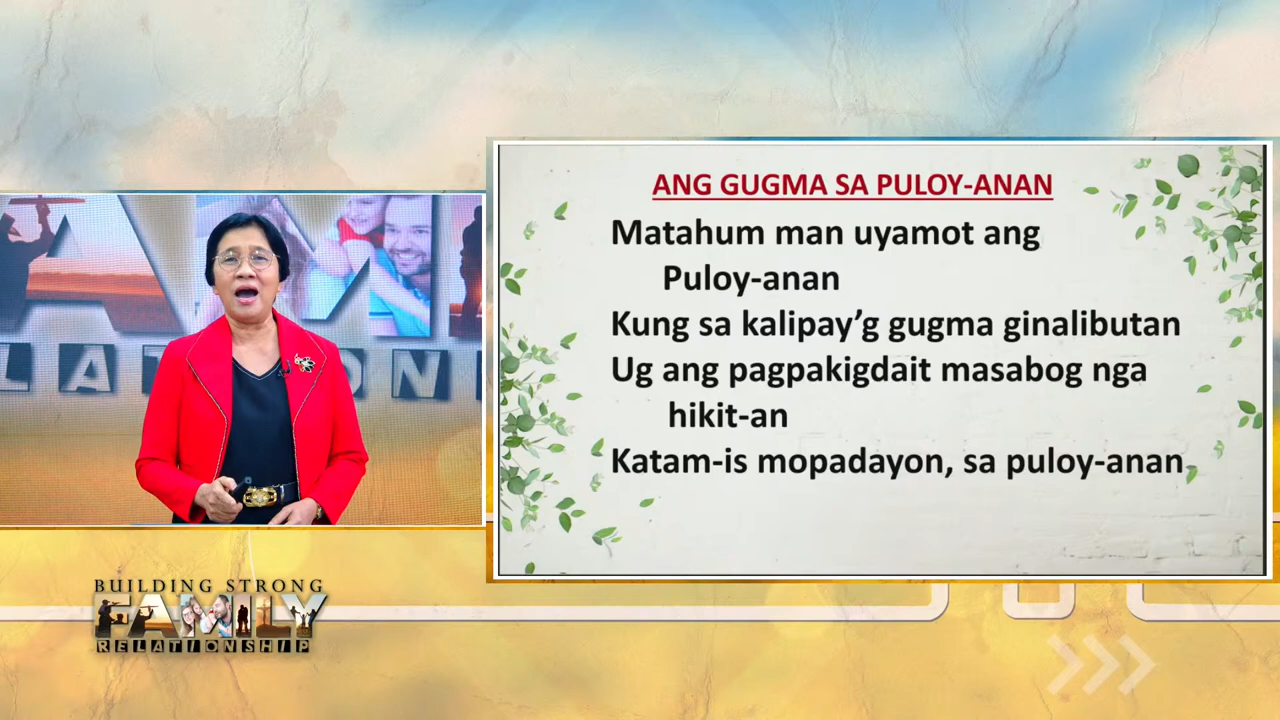 ANG GUGMA SA PULOY-ANAN
Matahum man uyamot ang
Puloy-anan
Kung sa kalipay’g gugma ginalibutan
Ug ang pagpakigdait masabog nga
hikit-an
Katam-is mopadayon, sa puloy-anan
BUILDING STRONG
FAMILY
RELATIONSHIP